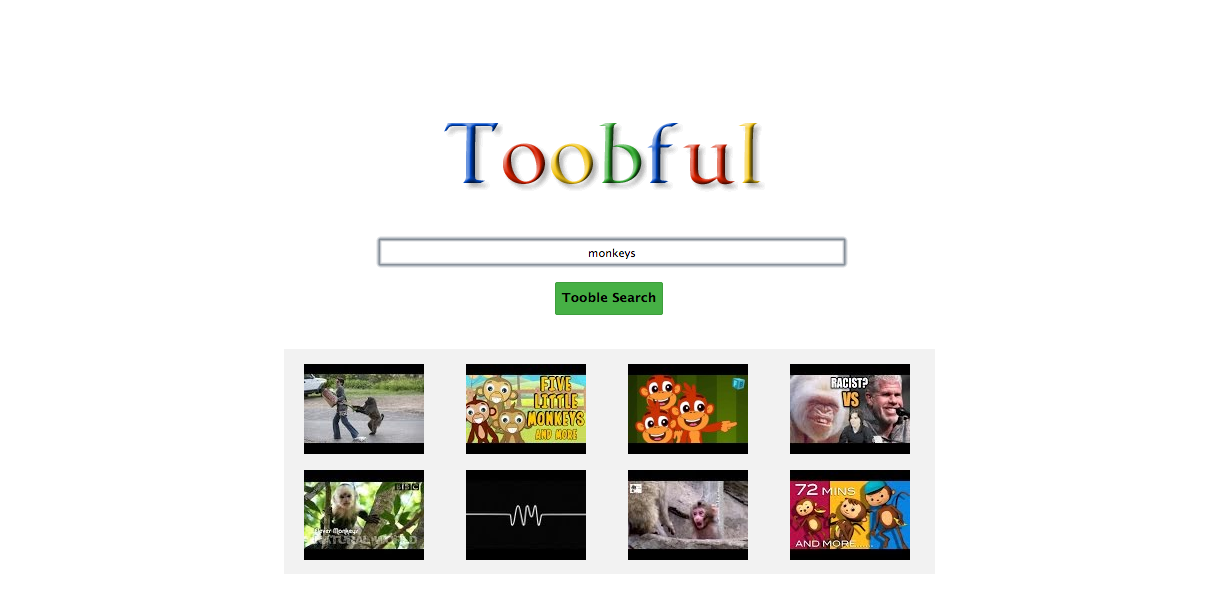 Toobful
monkeys
Tooble Search
FIVE
LITTLE
MONKEYS
AND MORE
RACIST?
VS
BBC
Clever Monkeys
NATURAL WORLD
72 MINS
AND MORE.....